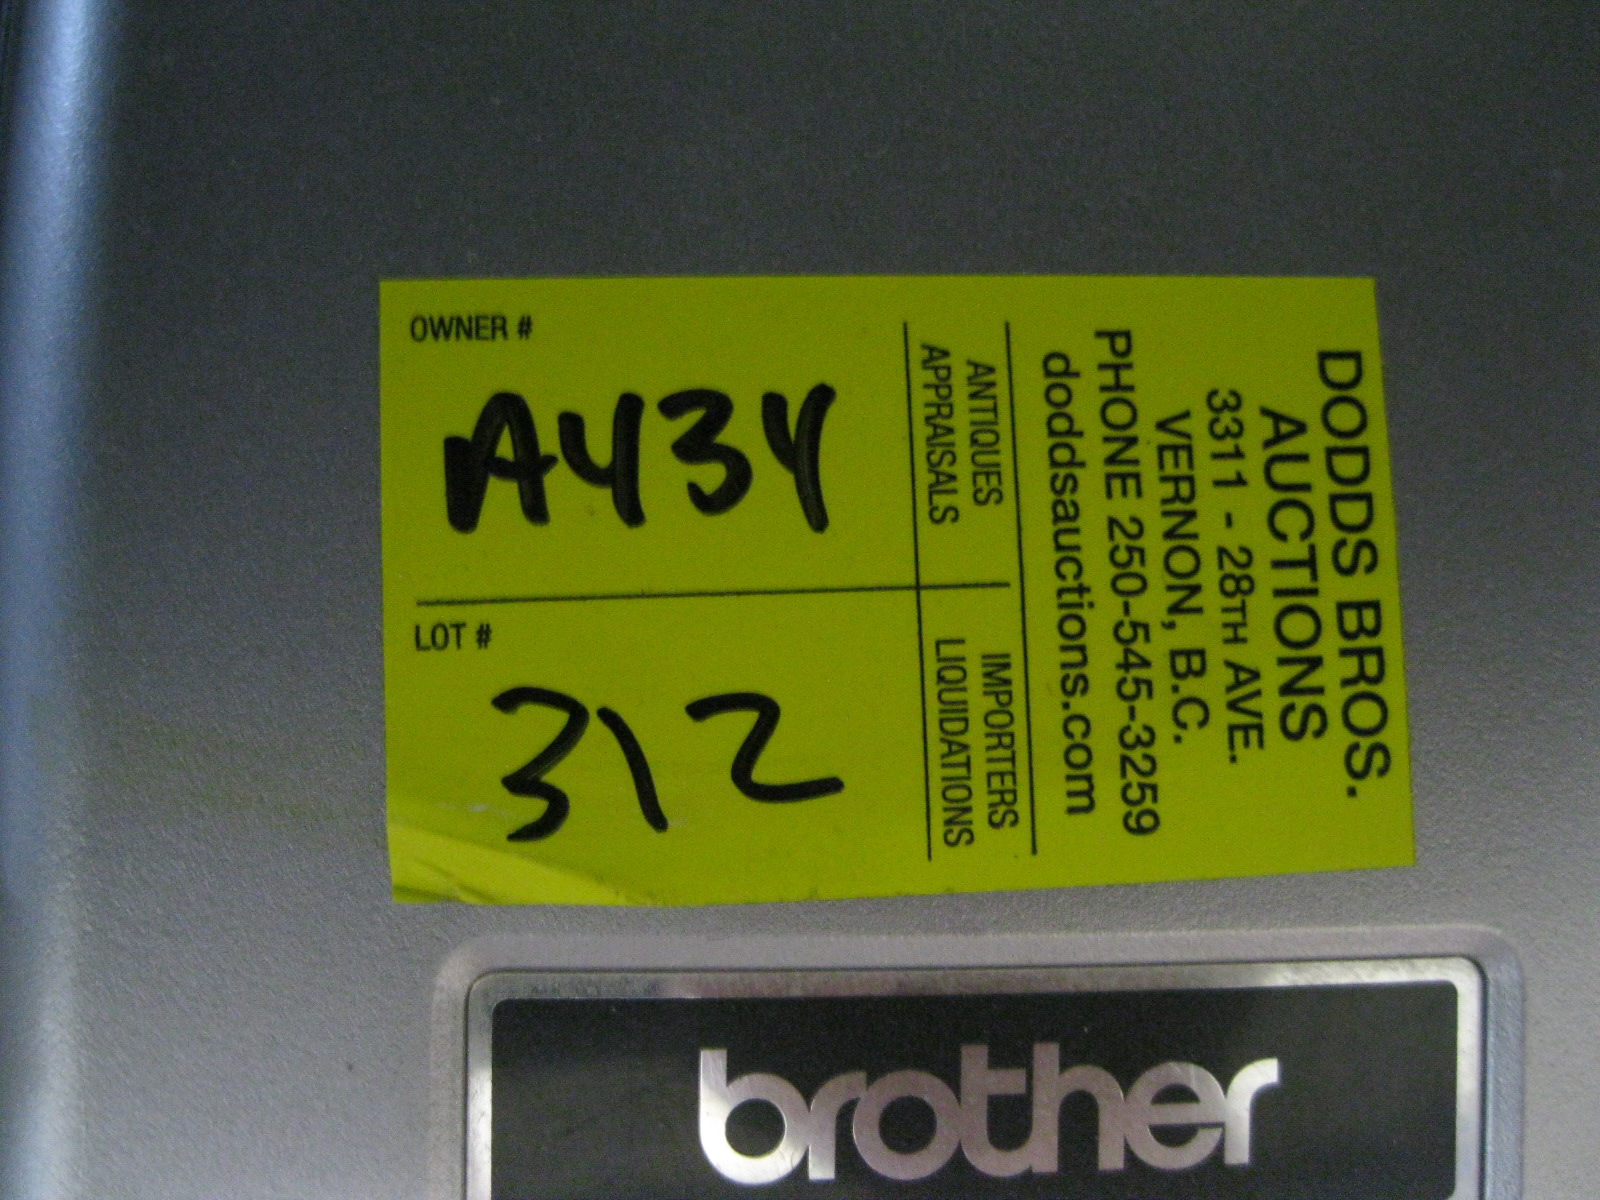 OWNER #
A434
LOT #
312
ANTIQUES
APPRAISALS
IMPORTERS
LIQUIDATIONS
DODDS BROS.
AUCTIONS
3311 - 28TH AVE.
VERNON, B.C.
PHONE 250-545-3259
doddsauctions.com
brother